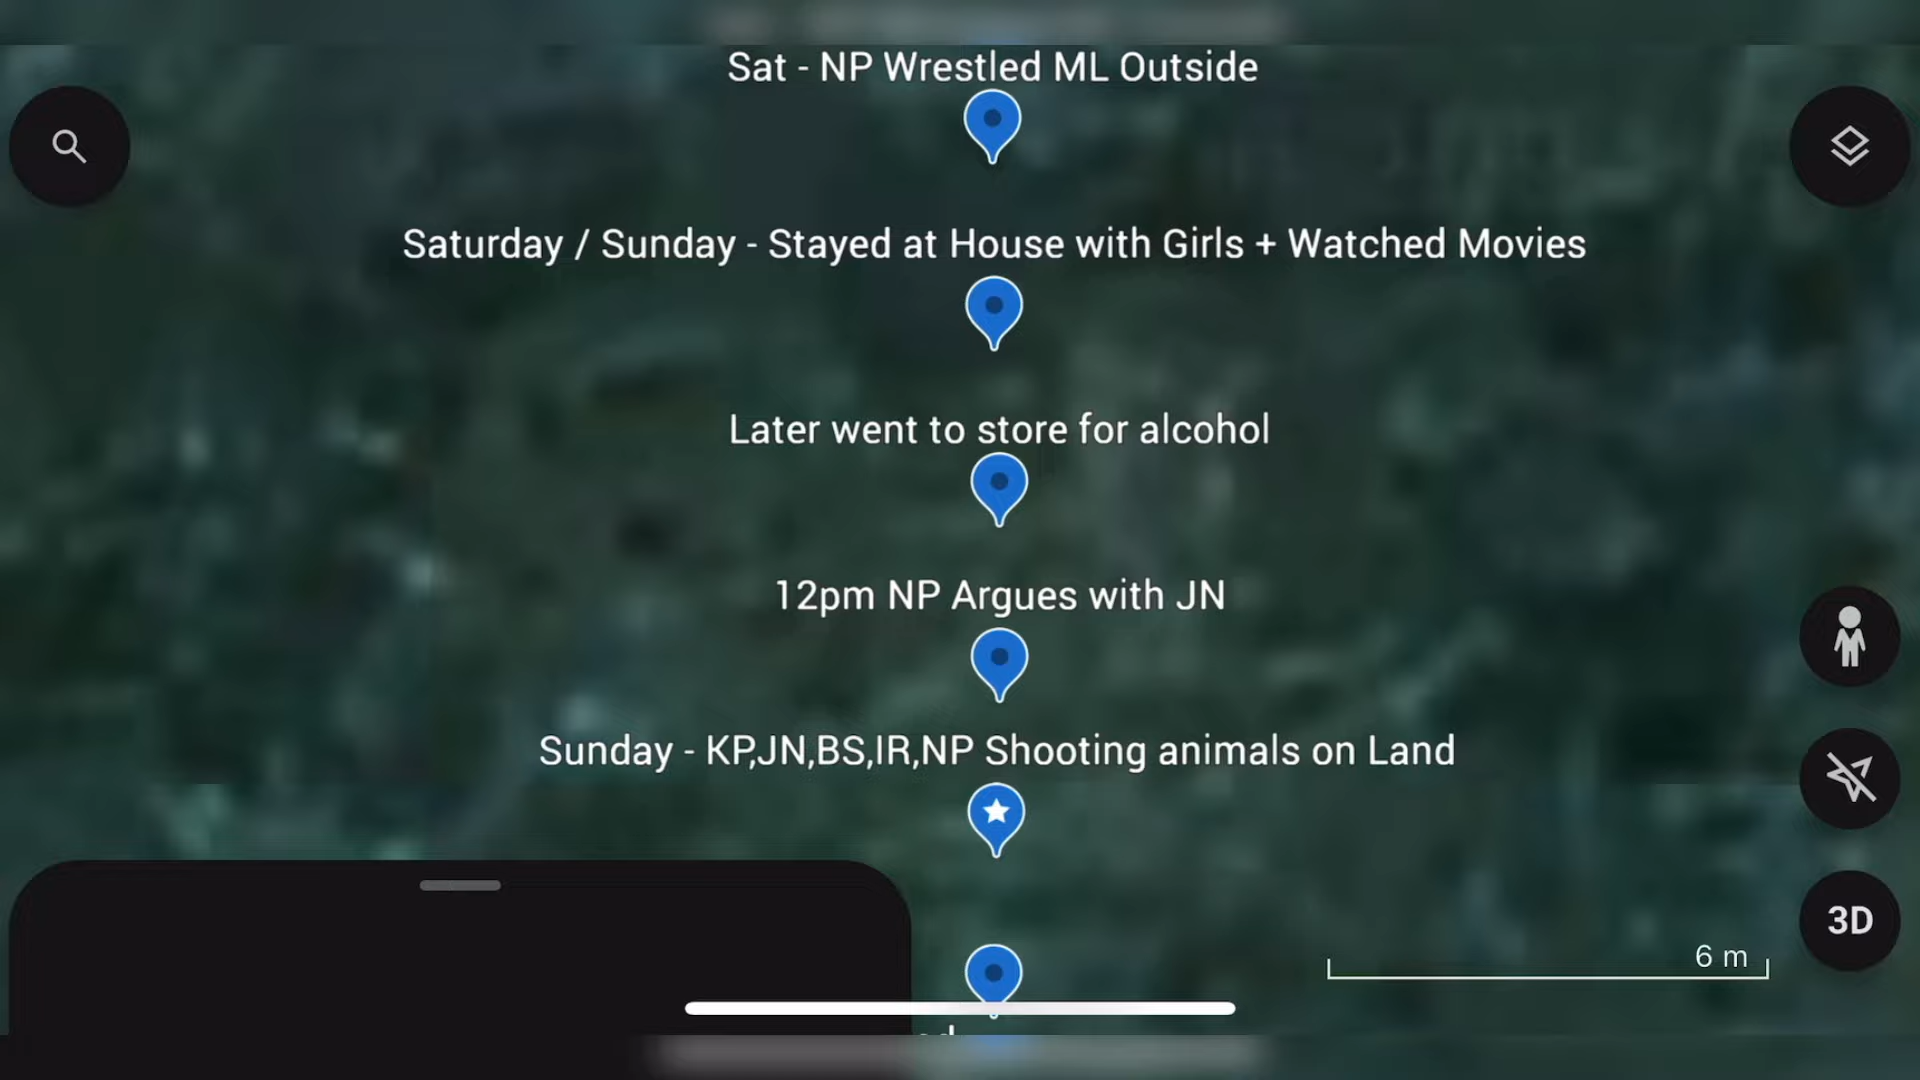 Sat - NP Wrestled ML Outside
Saturday / Sunday - Stayed at House with Girls + Watched Movies
Later went to store for alcohol
12pm NP Argues with JN
Sunday - KP,JN,BS,IR,NP Shooting animals on Land
3D
6 m